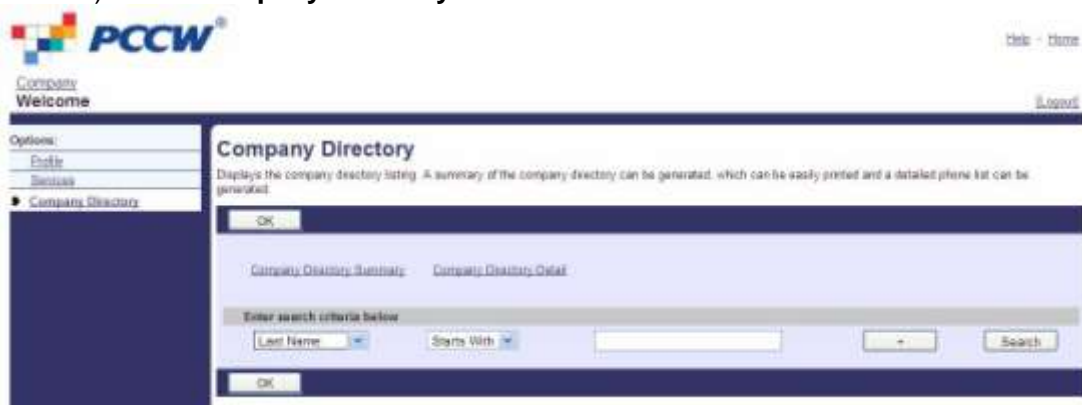 PCCW®
Help - Home
Company
Welcome
[Logout]
Options:
Profile
Services
Company Directory
Company Directory
Displays the company directory listing. A summary of the company directory can be generated, which can be easily printed and a detailed phone list can be
generated.
OK
Company Directory Summary Company Directory Detail
Enter search criteria below
Last Name Starts With + Search
OK